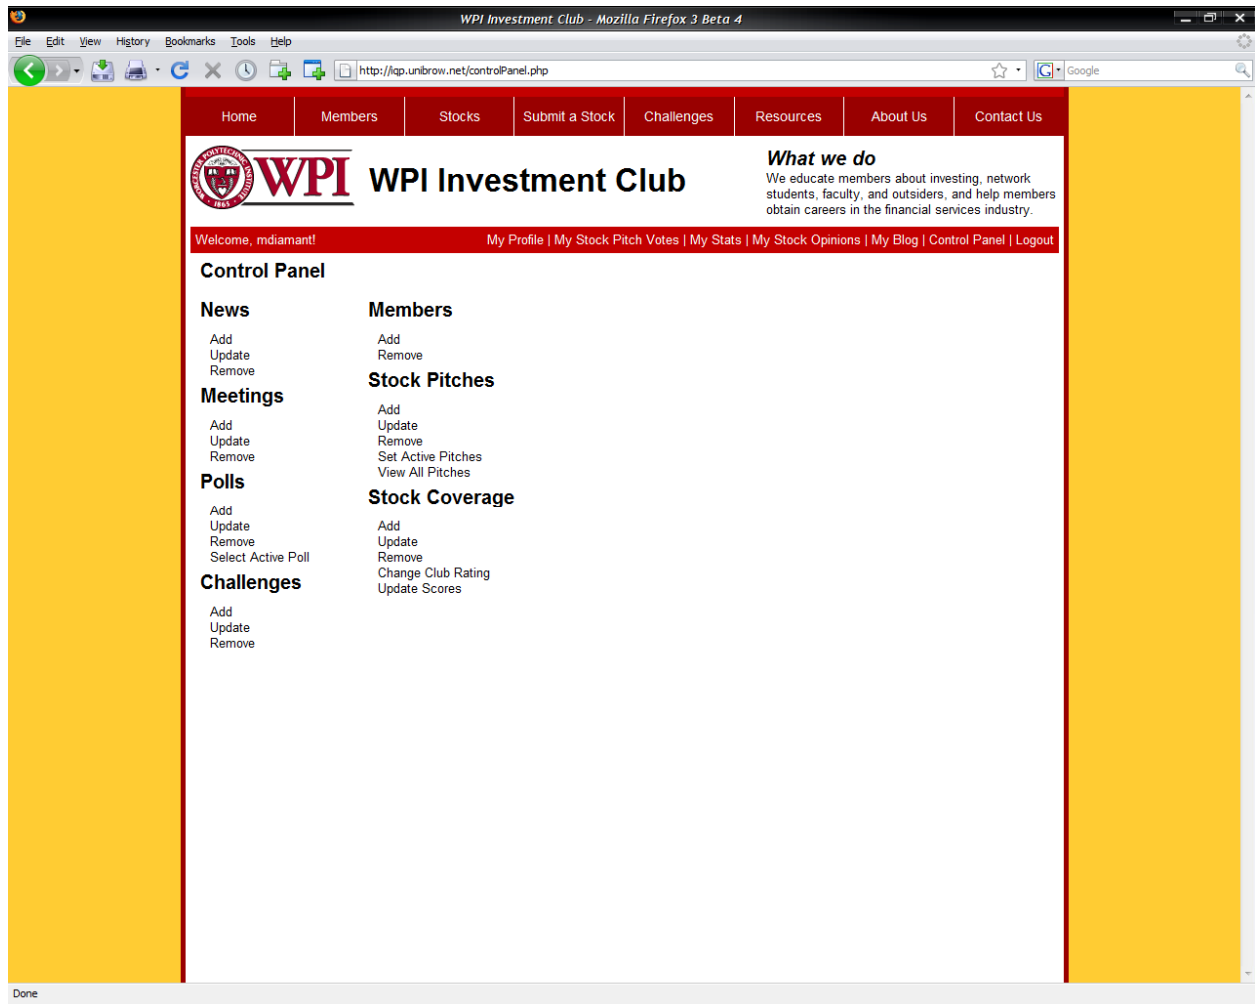 WPI Investment Club - Mozilla Firefox 3 Beta 4
File Edit View History Bookmarks Tools Help
http://iqp.unibrow.net/controlPanel.php
G Google
Home Members Stocks Submit a Stock Challenges Resources About Us Contact Us
WORCESTER POLYTECHNIC INSTITUTE
1865
WPI
WPI Investment Club
What we do
We educate members about investing, network
students, faculty, and outsiders, and help members
obtain careers in the financial services industry.
Welcome, mdiamant!
My Profile | My Stock Pitch Votes | My Stats | My Stock Opinions | My Blog | Control Panel | Logout
Control Panel
News
Add
Update
Remove
Meetings
Add
Update
Remove
Polls
Add
Update
Remove
Select Active Poll
Challenges
Add
Update
Remove
Members
Add
Remove
Stock Pitches
Add
Update
Remove
Set Active Pitches
View All Pitches
Stock Coverage
Add
Update
Remove
Change Club Rating
Update Scores
Done